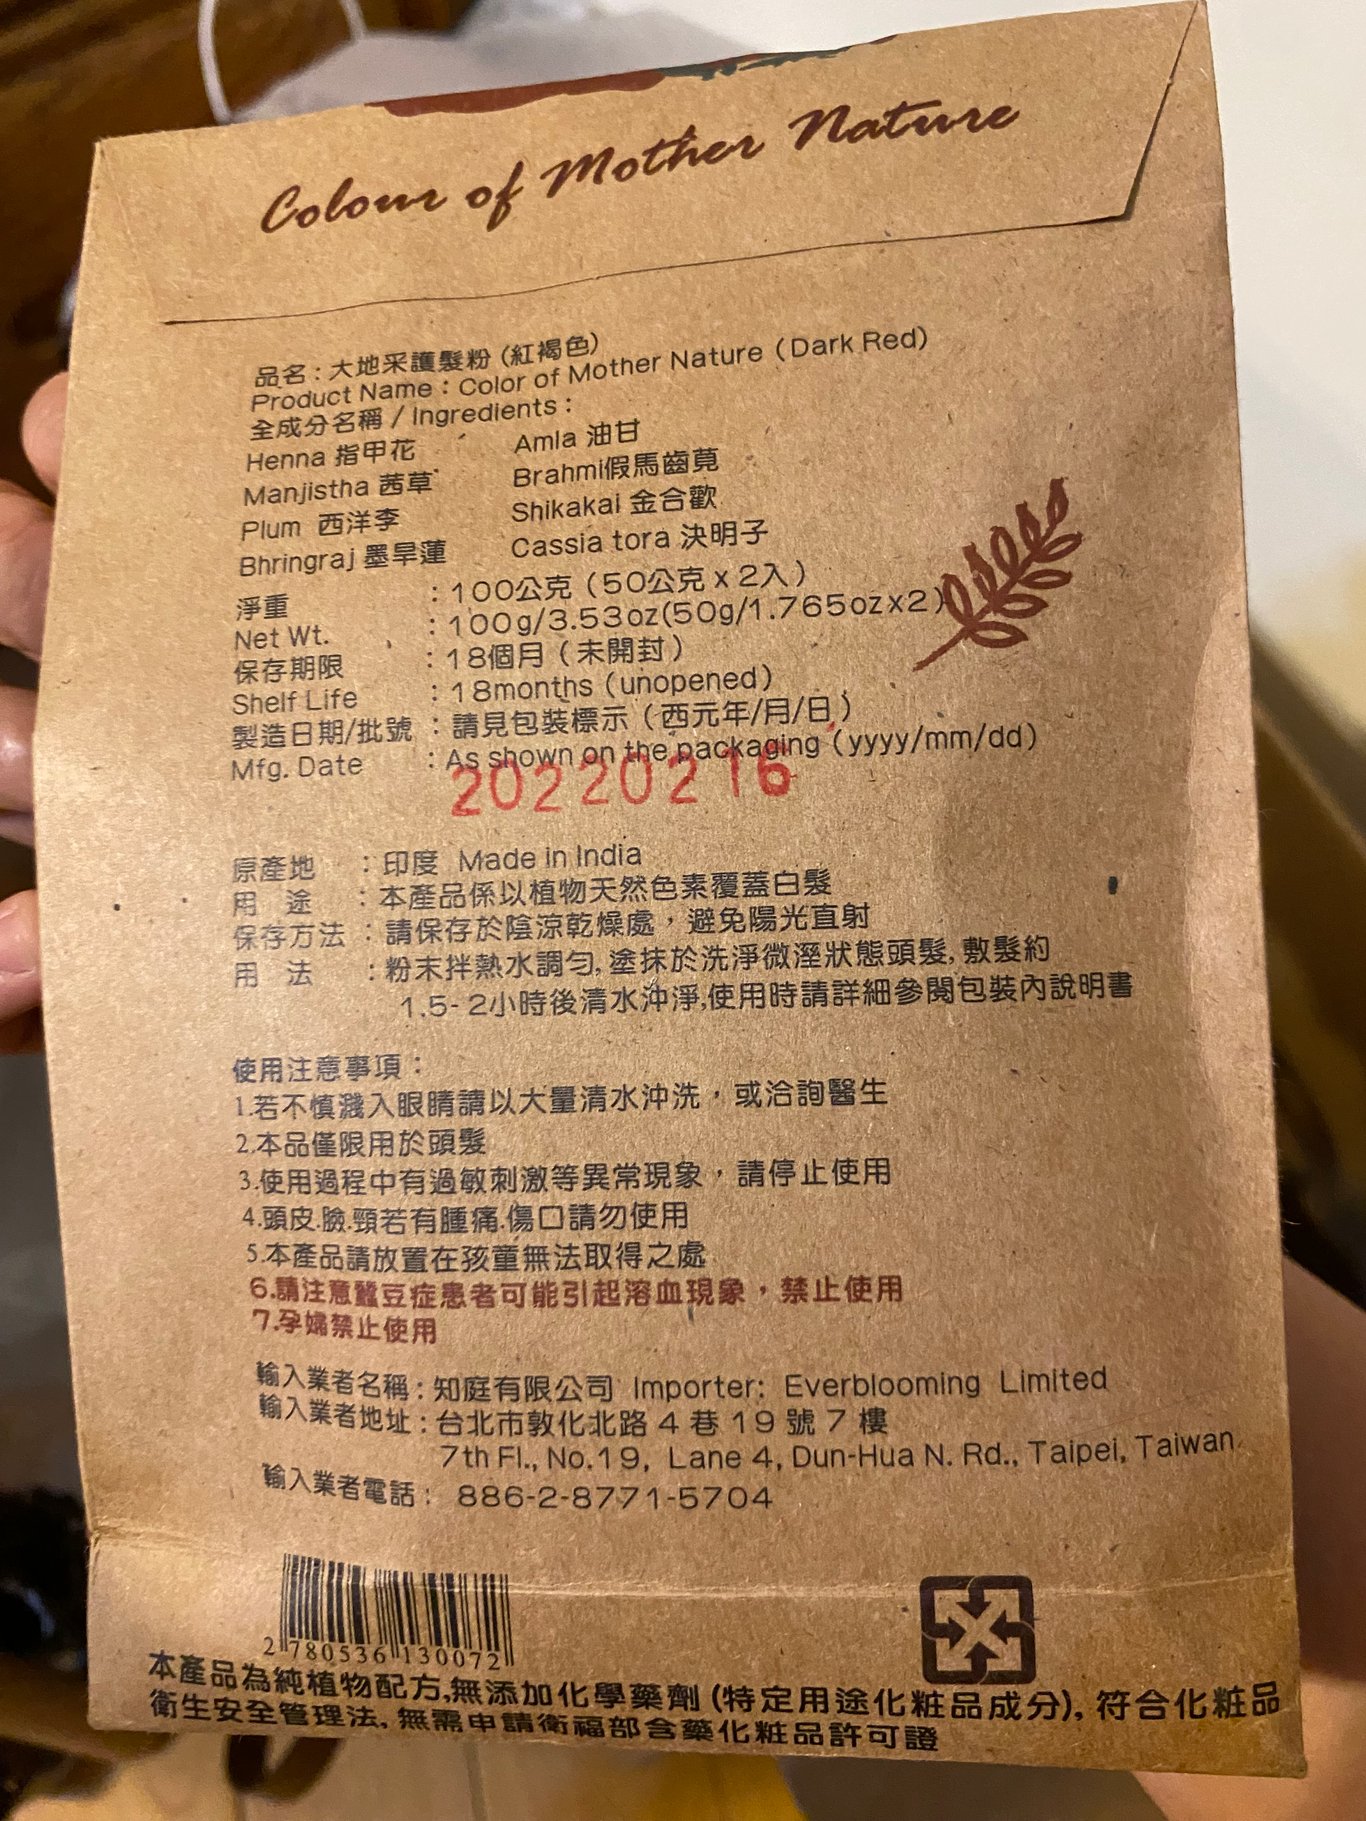 Colour of Mother Nature
品名：大地采護髮粉 (紅褐色)
Product Name：Color of Mother Nature (Dark Red)
全成分名稱 / Ingredients：
Henna 指甲花 Amla 油甘
Manjistha 茜草 Brahmi假馬齒莧
Plum 西洋李 Shikakai 金合歡
Bhringraj 墨旱蓮 Cassia tora 決明子
淨重 ：100公克 (50公克 x 2入)
Net Wt. ：100g/3.53oz(50g/1.765ozx2)
保存期限 ：18個月 (未開封)
Shelf Life ：18months (unopened)
製造日期/批號 ：請見包裝標示 (西元年/月/日)
Mfg. Date ：As shown on the packaging (yyyy/mm/dd)
20220216
原產地 ：印度 Made in India
用 途 ：本產品係以植物天然色素覆蓋白髮
保存方法 ：請保存於陰涼乾燥處，避免陽光直射
用 法 ：粉末拌熱水調勻,塗抹於洗淨微溼狀態頭髮,敷髮約
1.5- 2小時後清水沖淨,使用時請詳細參閱包裝內說明書
使用注意事項：
1.若不慎濺入眼睛請以大量清水沖洗，或洽詢醫生
2.本品僅限用於頭髮
3.使用過程中有過敏刺激等異常現象，請停止使用
4.頭皮.臉.頸若有腫痛.傷口請勿使用
5.本產品請放置在孩童無法取得之處
6.請注意蠶豆症患者可能引起溶血現象，禁止使用
7.孕婦禁止使用
輸入業者名稱：知庭有限公司 Importer: Everblooming Limited
輸入業者地址：台北市敦化北路 4 巷 19 號 7 樓
7th Fl., No.19, Lane 4, Dun-Hua N. Rd., Taipei, Taiwan
輸入業者電話： 886-2-8771-5704
2 780536 130072
本產品為純植物配方,無添加化學藥劑 (特定用途化粧品成分), 符合化粧品
衛生安全管理法, 無需申請衛福部含藥化粧品許可證